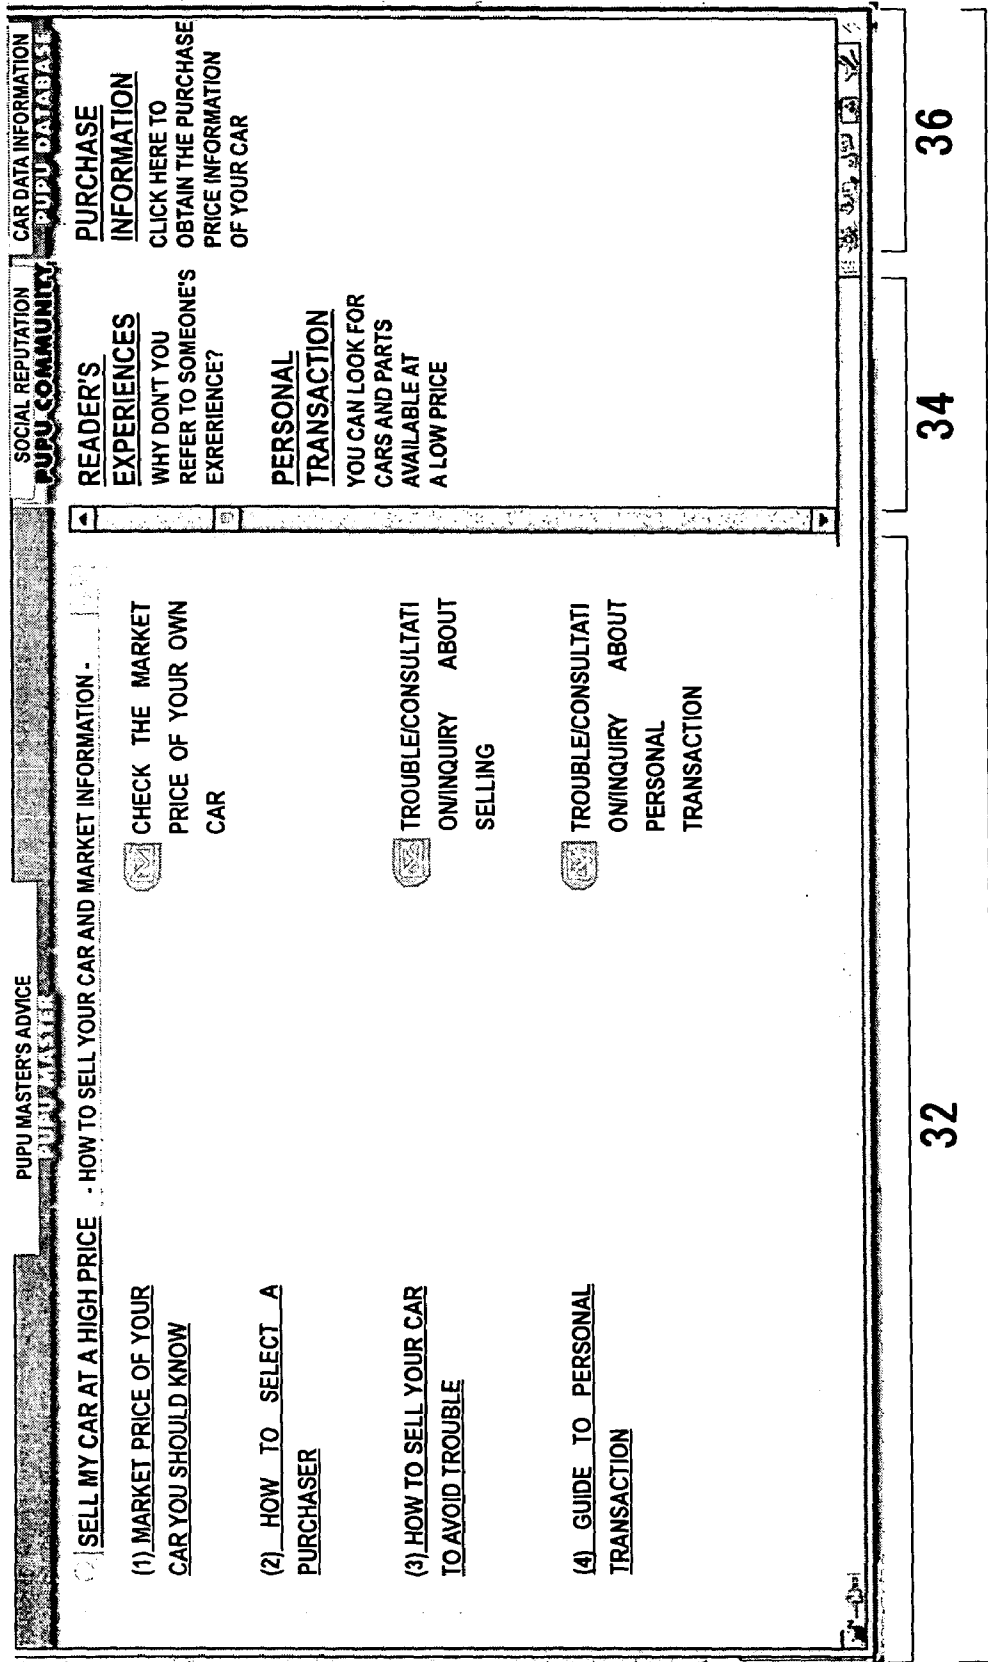 PUPU MASTER'S ADVICE
PUPU MASTER
SOCIAL REPUTATION
PUPU COMMUNITY
CAR DATA INFORMATION
PUPU DATABASE
SELL MY CAR AT A HIGH PRICE - HOW TO SELL YOUR CAR AND MARKET INFORMATION -
(1) MARKET PRICE OF YOUR
CAR YOU SHOULD KNOW
CHECK THE MARKET
PRICE OF YOUR OWN
CAR
(2) HOW TO SELECT A
PURCHASER
(3) HOW TO SELL YOUR CAR
TO AVOID TROUBLE
TROUBLE/CONSULTATI
ON/INQUIRY ABOUT
SELLING
(4) GUIDE TO PERSONAL
TRANSACTION
TROUBLE/CONSULTATI
ON/INQUIRY ABOUT
PERSONAL
TRANSACTION
READER'S
EXPERIENCES
WHY DON'T YOU
REFER TO SOMEONE'S
EXRERIENCE?
PERSONAL
TRANSACTION
YOU CAN LOOK FOR
CARS AND PARTS
AVAILABLE AT
A LOW PRICE
PURCHASE
INFORMATION
CLICK HERE TO
OBTAIN THE PURCHASE
PRICE INFORMATION
OF YOUR CAR
32
34
36